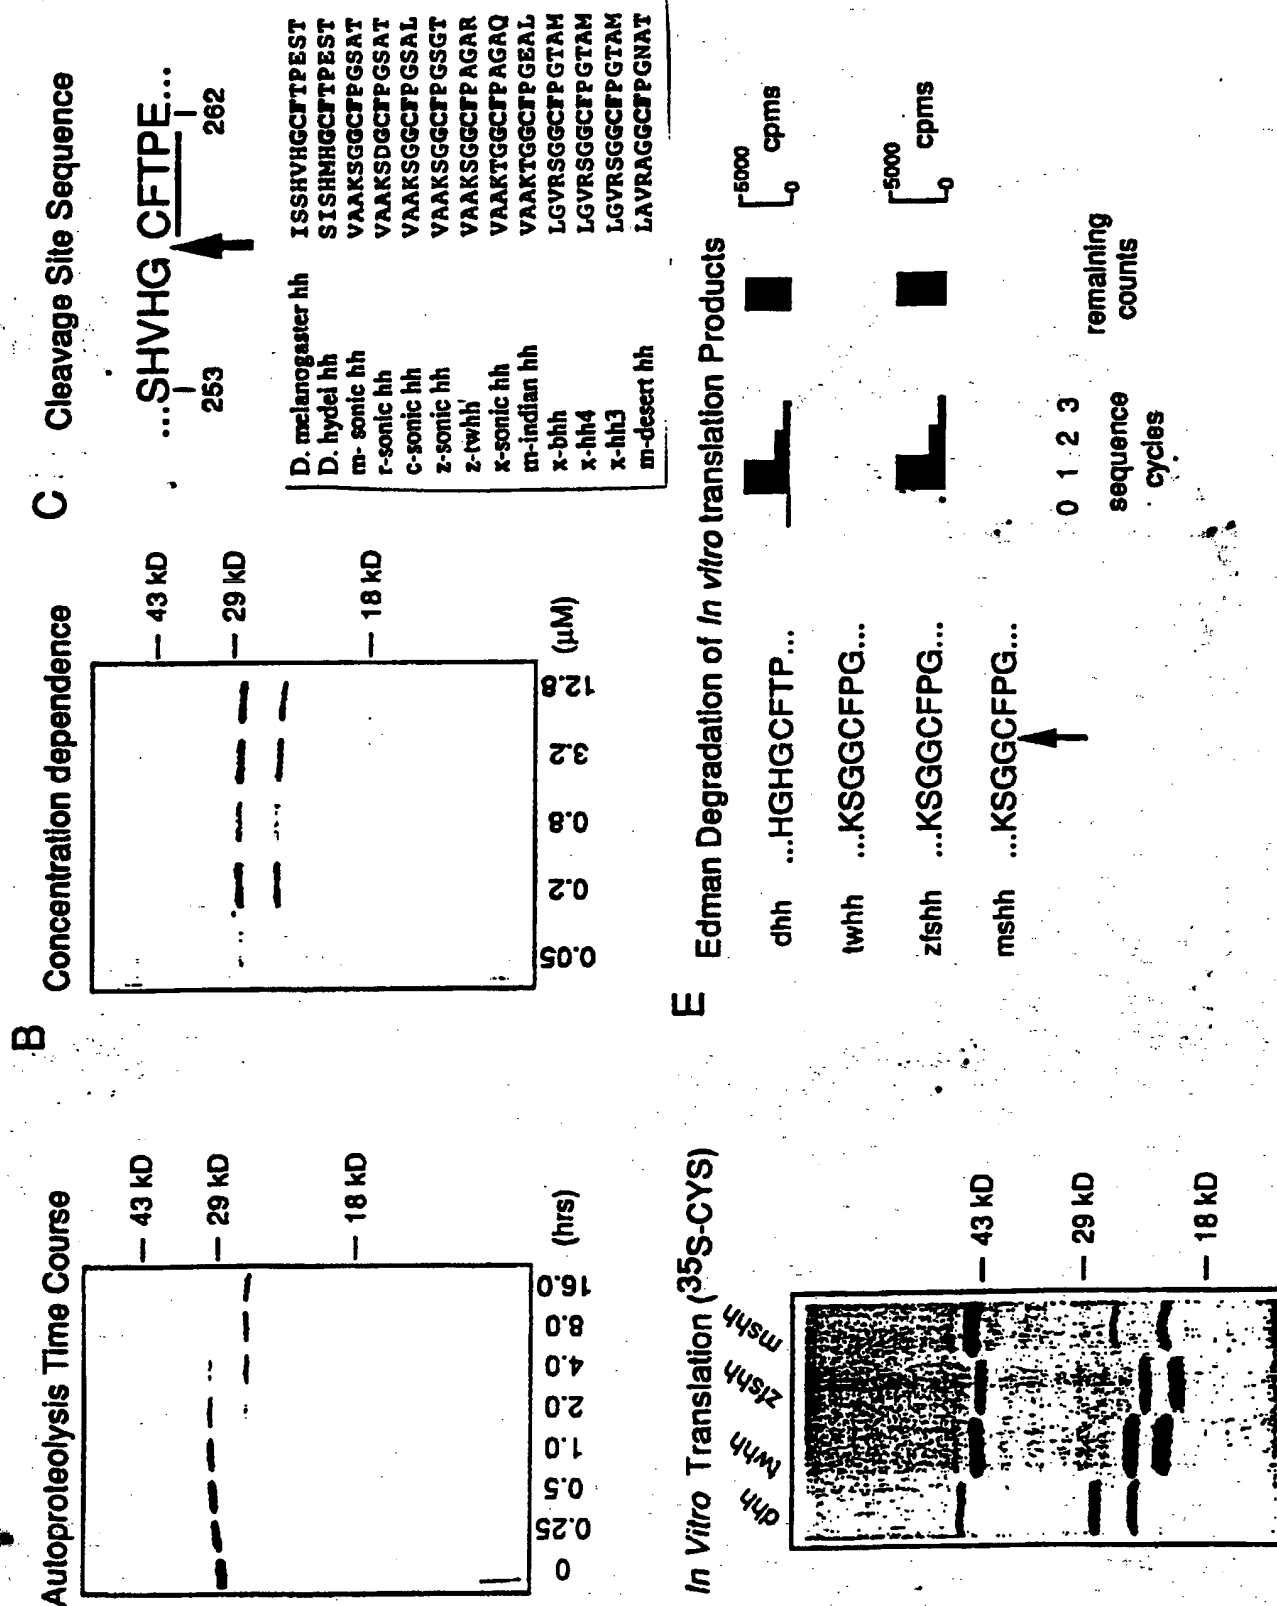 Autoproteolysis Time Course
43 kD
29 kD
18 kD
0 0.25 0.5 1.0 2.0 4.0 8.0 16.0 (hrs)
B
Concentration dependence
43 kD
29 kD
18 kD
0.05 0.2 0.8 3.2 12.8 (µM)
C Cleavage Site Sequence
...SHVHG CFTPE...
253 262
D. melanogaster hh ISSHVHGCFTPEST
D. hydei hh SISHMHGCFTPEST
m- sonic hh VAAKSGGCFPGSAT
r-sonic hh VAAKSDGCFPGSAT
c-sonic hh VAAKSGGCFPGSAL
z-sonic hh VAAKSGGCFPGSGT
z-twhh' VAAKSGGCFPAGAR
x-sonic hh VAAKTGGCFPAGAQ
m-indian hh VAAKTGGCFPGEAL
x-bhh LGVRSGGCFPGTAM
x-hh4 LGVRSGGCFPGTAM
x-hh3 LGVRSGGCFPGTAM
m-desert hh LAVRAGGCFPGNAT
In Vitro Translation (³⁵S-CYS)
dhh twhh zfshh mshh
43 kD
29 kD
18 kD
E
Edman Degradation of In vitro translation Products
dhh ...HGHGCFTP...
twhh ...KSGGCFPG...
zfshh ...KSGGCFPG...
mshh ...KSGGCFPG...
5000
cpms
0
5000
cpms
0
0 1 2 3
sequence cycles
remaining counts